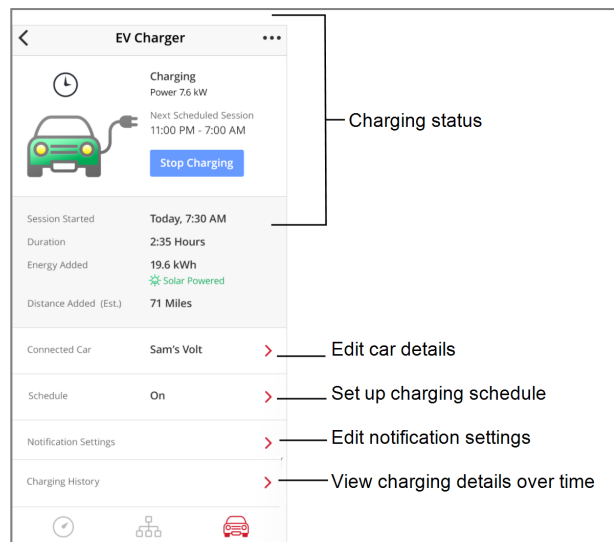 EV Charger
Charging
Power 7.6 kW
Next Scheduled Session
11:00 PM - 7:00 AM
Stop Charging
Charging status
Session Started Today, 7:30 AM
Duration 2:35 Hours
Energy Added 19.6 kWh
Solar Powered
Distance Added (Est.) 71 Miles
Connected Car Sam's Volt
Edit car details
Schedule On
Set up charging schedule
Notification Settings
Edit notification settings
Charging History
View charging details over time